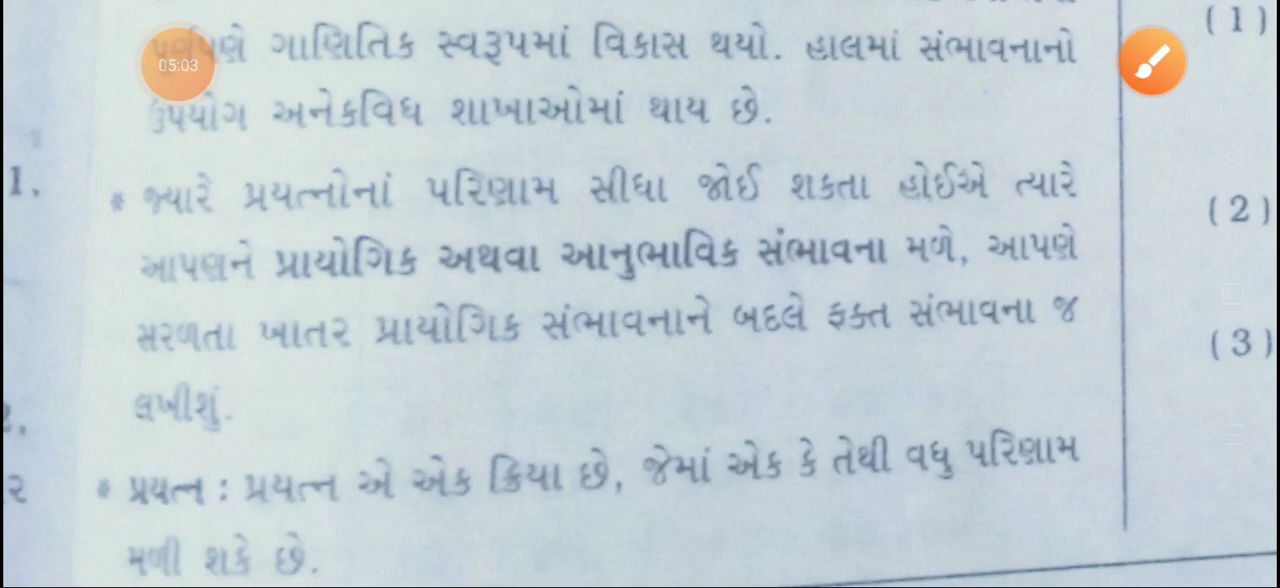 ગાણિતિક સ્વરૂપમાં વિકાસ થયો. હાલમાં સંભાવનાનો
(1)
05:03
ઉપયોગ અનેકવિધ શાખાઓમાં થાય છે.
1.
* જ્યારે પ્રયત્નોનાં પરિણામ સીધા જોઈ શકતા હોઈએ ત્યારે
(2)
આપણને પ્રાયોગિક અથવા આનુભાવિક સંભાવના મળે, આપણે
સરળતા ખાતર પ્રાયોગિક સંભાવનાને બદલે ફક્ત સંભાવના જ
(3)
લખીશું.
૨
* પ્રયત્ન : પ્રયત્ન એ એક ક્રિયા છે, જેમાં એક કે તેથી વધુ પરિણામ
મળી શકે છે.